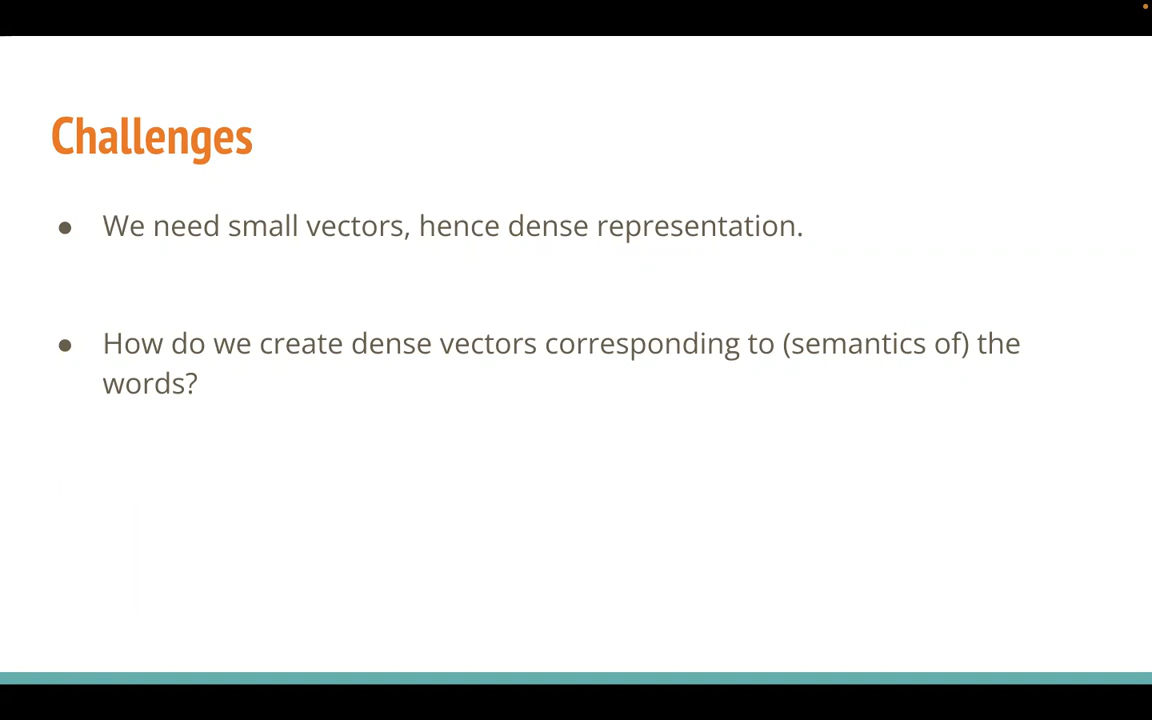 Challenges
● We need small vectors, hence dense representation.
● How do we create dense vectors corresponding to (semantics of) the
words?